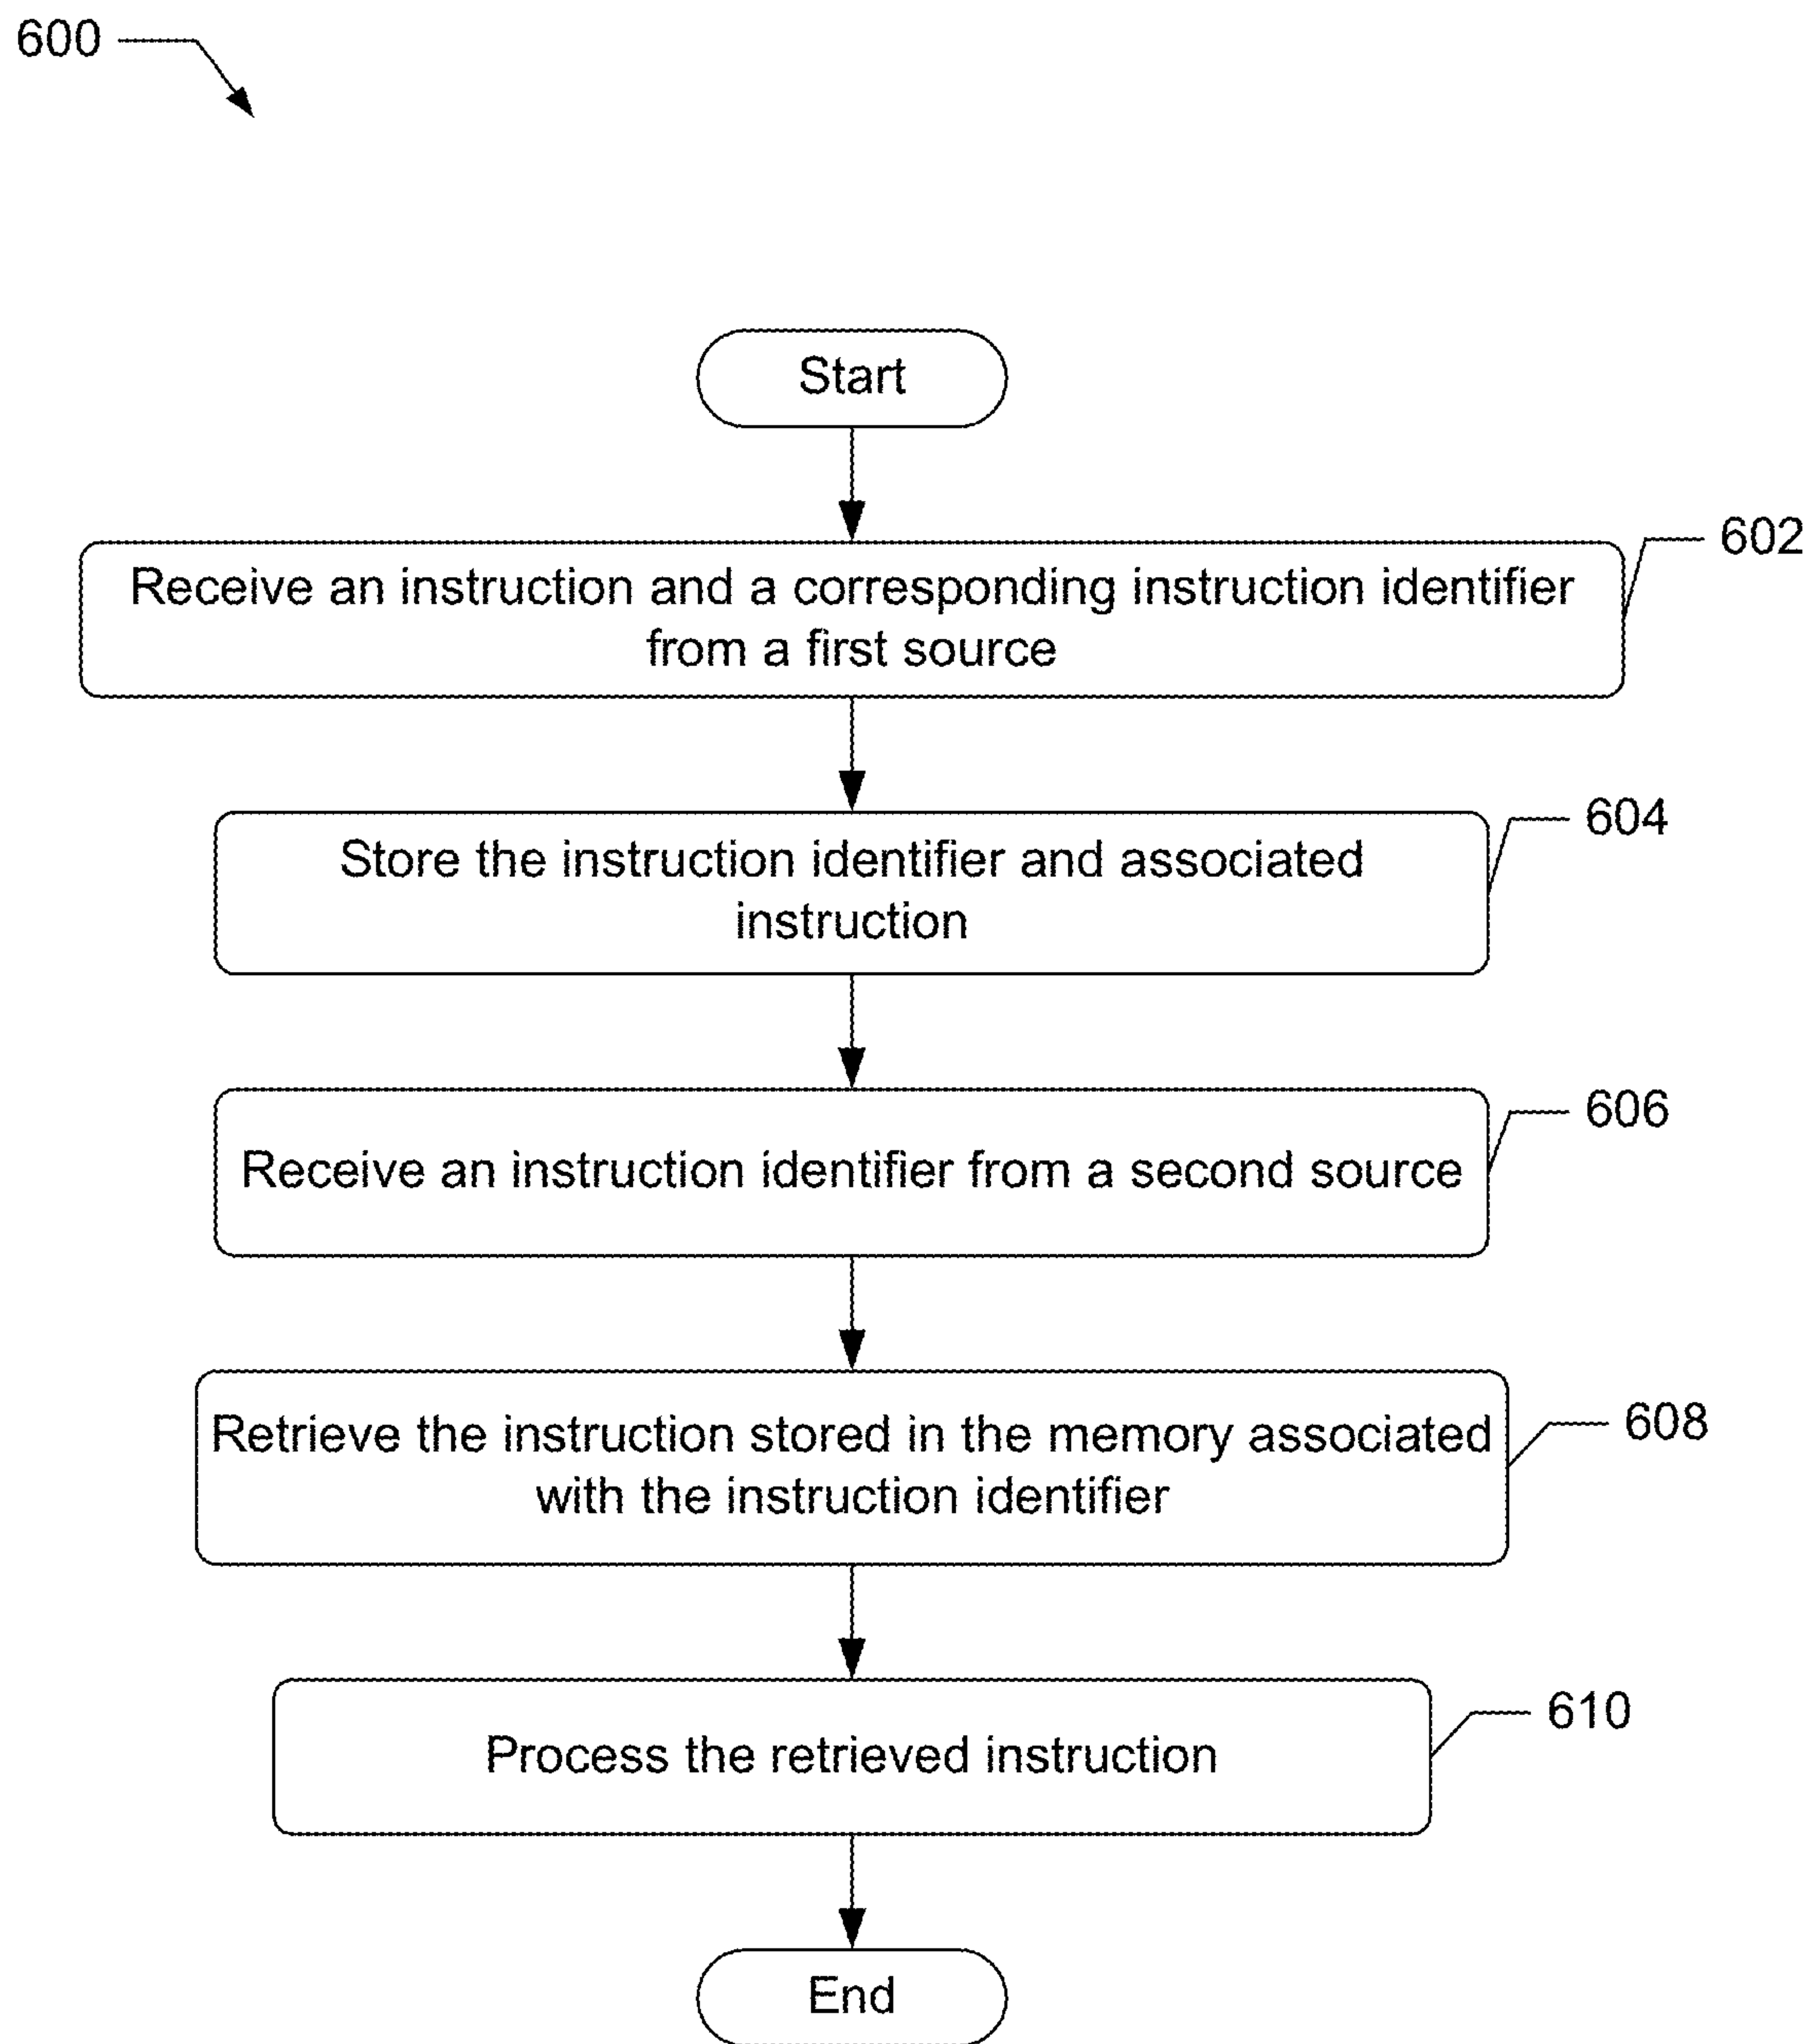 600
Start
602
Receive an instruction and a corresponding instruction identifier
from a first source
604
Store the instruction identifier and associated
instruction
606
Receive an instruction identifier from a second source
608
Retrieve the instruction stored in the memory associated
with the instruction identifier
610
Process the retrieved instruction
End